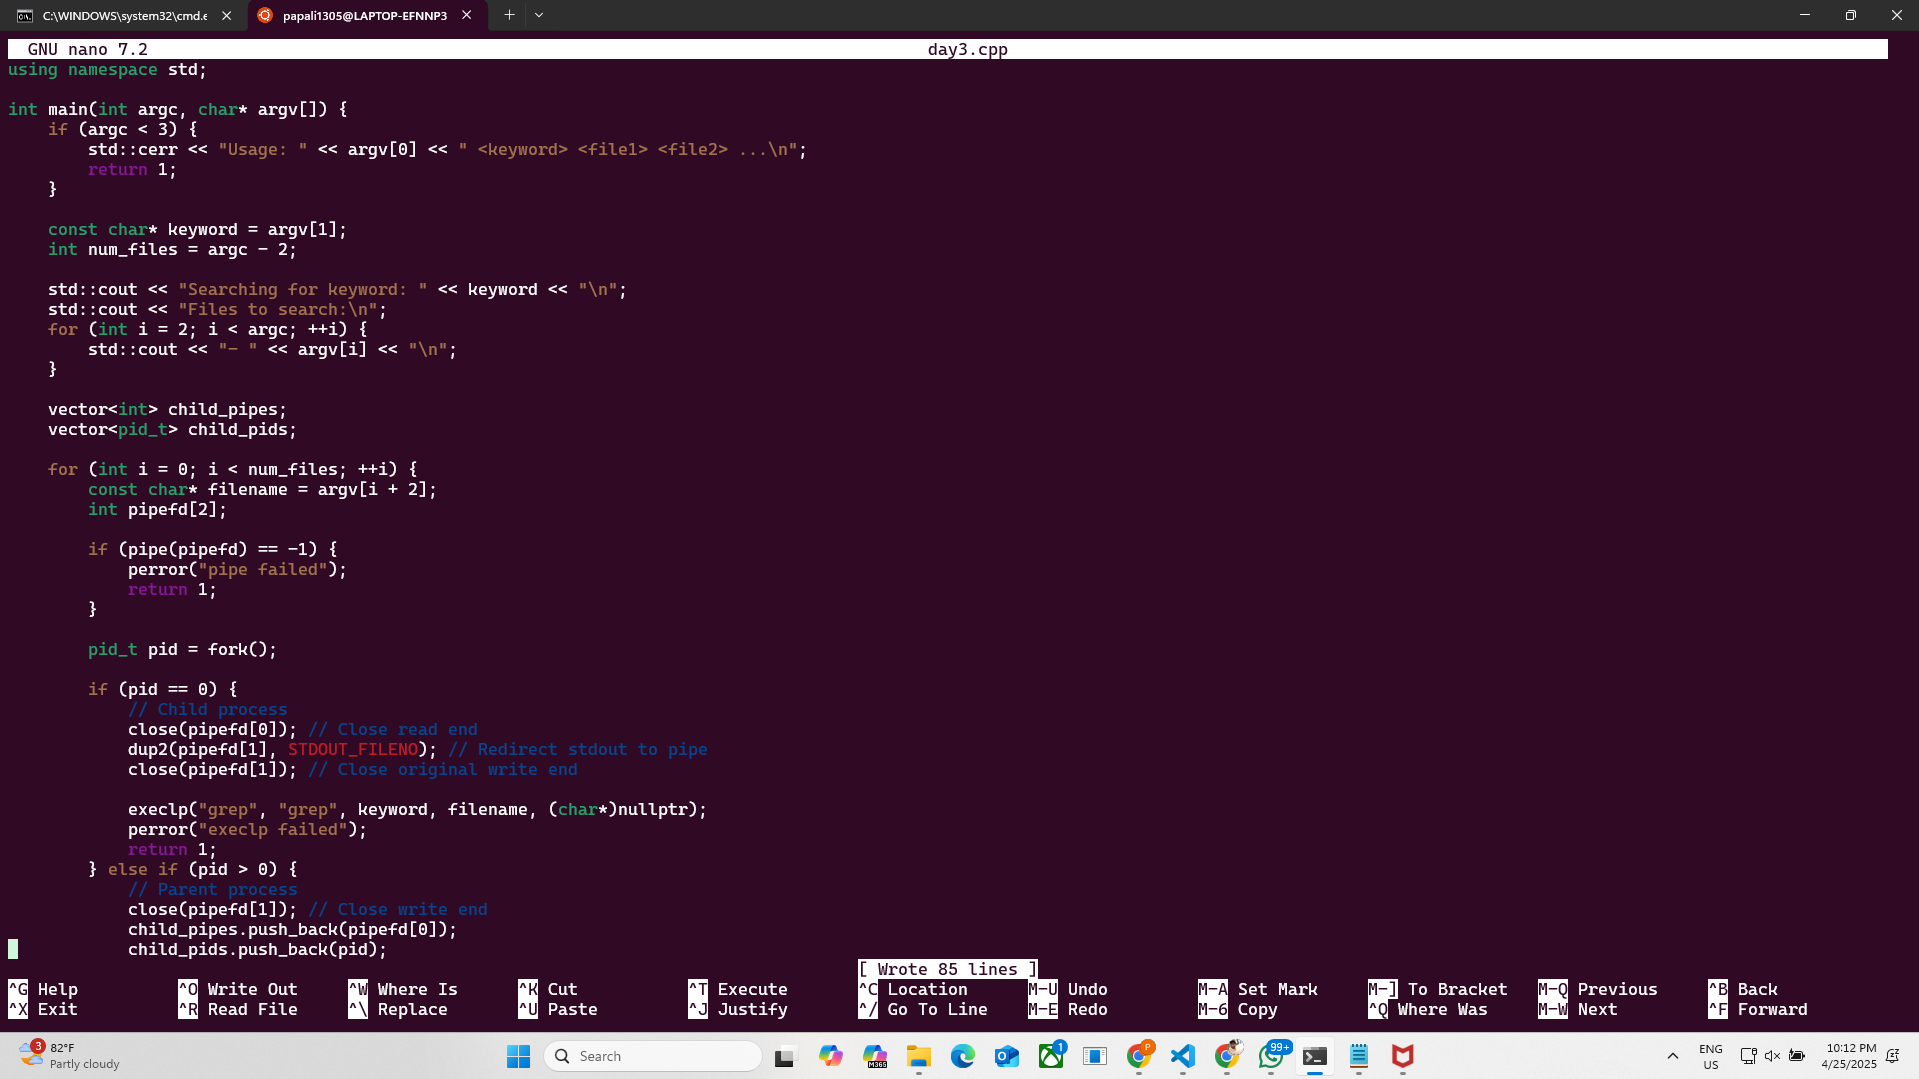 C:\WINDOWS\system32\cmd.e
papali1305@LAPTOP-EFNNP3
GNU nano 7.2 day3.cpp
using namespace std;

int main(int argc, char* argv[]) {
    if (argc < 3) {
        std::cerr << "Usage: " << argv[0] << " <keyword> <file1> <file2> ...\n";
        return 1;
    }

    const char* keyword = argv[1];
    int num_files = argc - 2;

    std::cout << "Searching for keyword: " << keyword << "\n";
    std::cout << "Files to search:\n";
    for (int i = 2; i < argc; ++i) {
        std::cout << "- " << argv[i] << "\n";
    }

    vector<int> child_pipes;
    vector<pid_t> child_pids;

    for (int i = 0; i < num_files; ++i) {
        const char* filename = argv[i + 2];
        int pipefd[2];

        if (pipe(pipefd) == -1) {
            perror("pipe failed");
            return 1;
        }

        pid_t pid = fork();

        if (pid == 0) {
            // Child process
            close(pipefd[0]); // Close read end
            dup2(pipefd[1], STDOUT_FILENO); // Redirect stdout to pipe
            close(pipefd[1]); // Close original write end

            execlp("grep", "grep", keyword, filename, (char*)nullptr);
            perror("execlp failed");
            return 1;
        } else if (pid > 0) {
            // Parent process
            close(pipefd[1]); // Close write end
            child_pipes.push_back(pipefd[0]);
            child_pids.push_back(pid);
[ Wrote 85 lines ]
^G Help ^O Write Out ^W Where Is ^K Cut ^T Execute ^C Location M-U Undo M-A Set Mark M-] To Bracket M-Q Previous ^B Back
^X Exit ^R Read File ^\ Replace ^U Paste ^J Justify ^/ Go To Line M-E Redo M-6 Copy ^Q Where Was M-W Next ^F Forward
3
82°F
Partly cloudy
Search
M365
1
P
99+
ENG
US
10:12 PM
4/25/2025